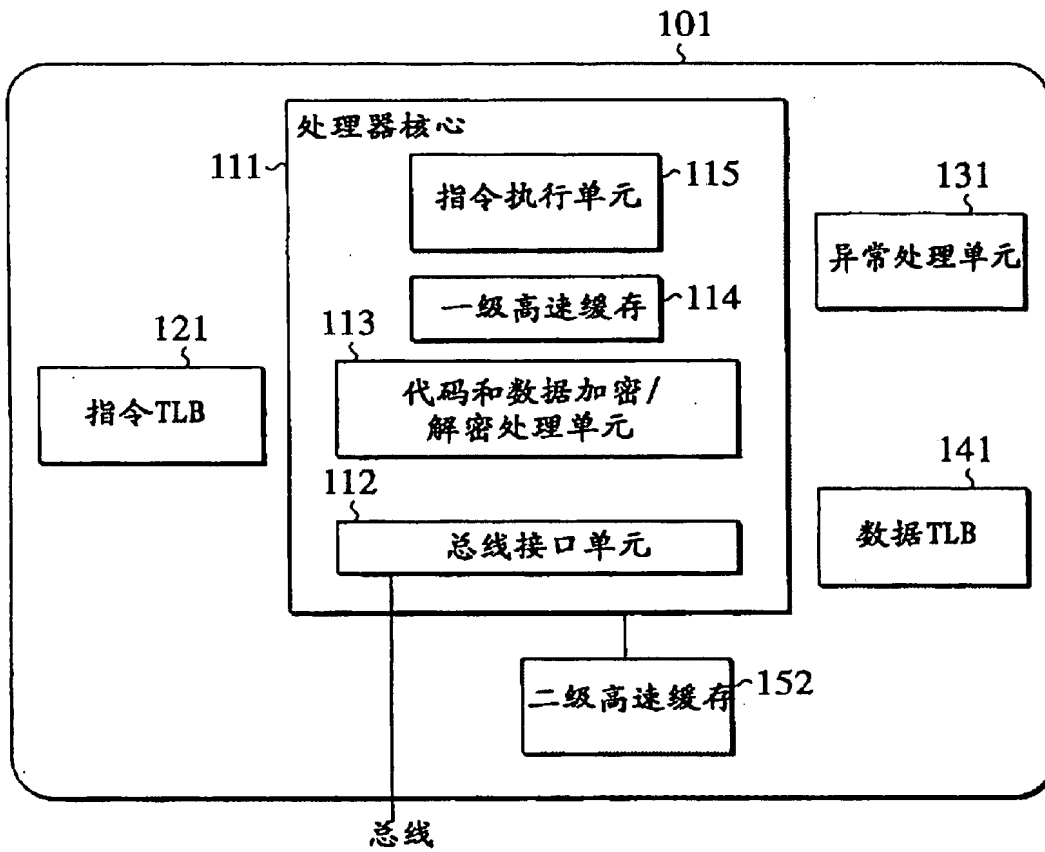 101
处理器核心
111
指令执行单元
115
131
异常处理单元
一级高速缓存
114
113
121
指令TLB
代码和数据加密/
解密处理单元
112
141
总线接口单元
数据TLB
二级高速缓存
152
总线